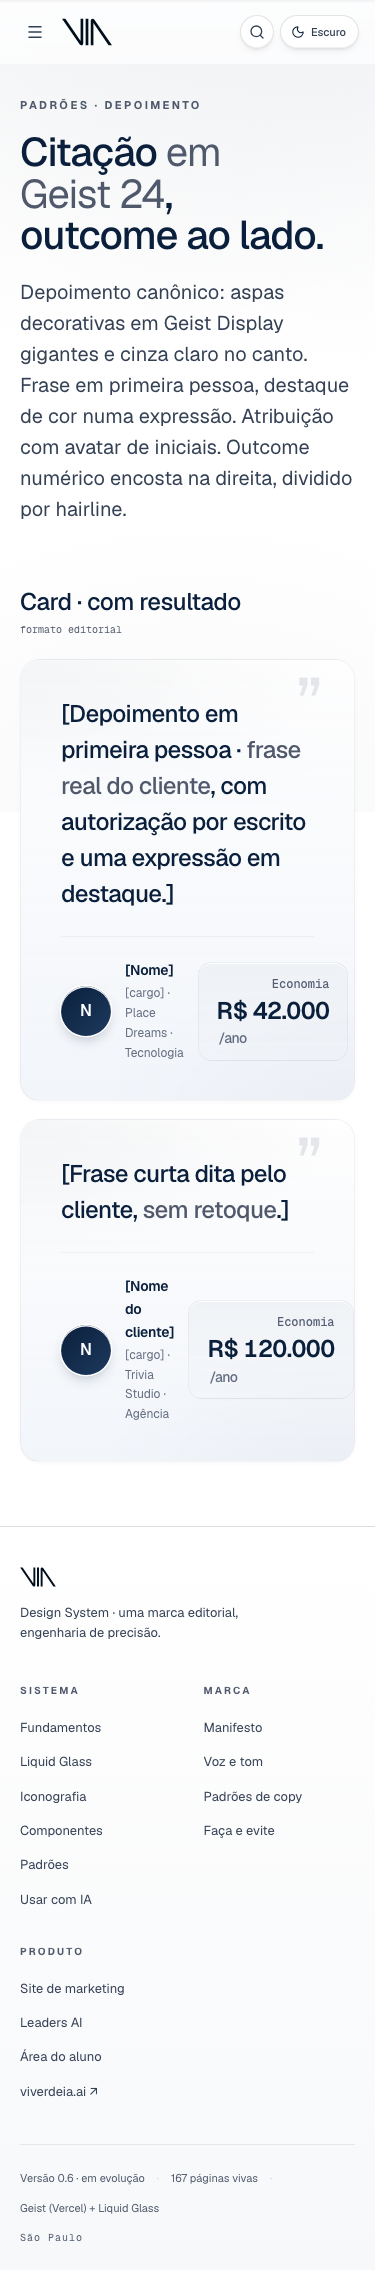 VIA
Escuro
PADRÕES · DEPOIMENTO
Citação em
Geist 24,
outcome ao lado.
Depoimento canônico: aspas
decorativas em Geist Display
gigantes e cinza claro no canto.
Frase em primeira pessoa, destaque
de cor numa expressão. Atribuição
com avatar de iniciais. Outcome
numérico encosta na direita, dividido
por hairline.
Card · com resultado
formato editorial
”
[Depoimento em
primeira pessoa · frase
real do cliente, com
autorização por escrito
e uma expressão em
destaque.]
N
[Nome]
[cargo] ·
Place
Dreams ·
Tecnologia
Economia
R$ 42.000
/ano
”
[Frase curta dita pelo
cliente, sem retoque.]
N
[Nome
do
cliente]
[cargo] ·
Trivia
Studio ·
Agência
Economia
R$ 120.000
/ano
VIA
Design System · uma marca editorial,
engenharia de precisão.
SISTEMA
Fundamentos
Liquid Glass
Iconografia
Componentes
Padrões
Usar com IA
MARCA
Manifesto
Voz e tom
Padrões de copy
Faça e evite
PRODUTO
Site de marketing
Leaders AI
Área do aluno
viverdeia.ai ↗
Versão 0.6 · em evolução · 167 páginas vivas ·
Geist (Vercel) + Liquid Glass
São Paulo